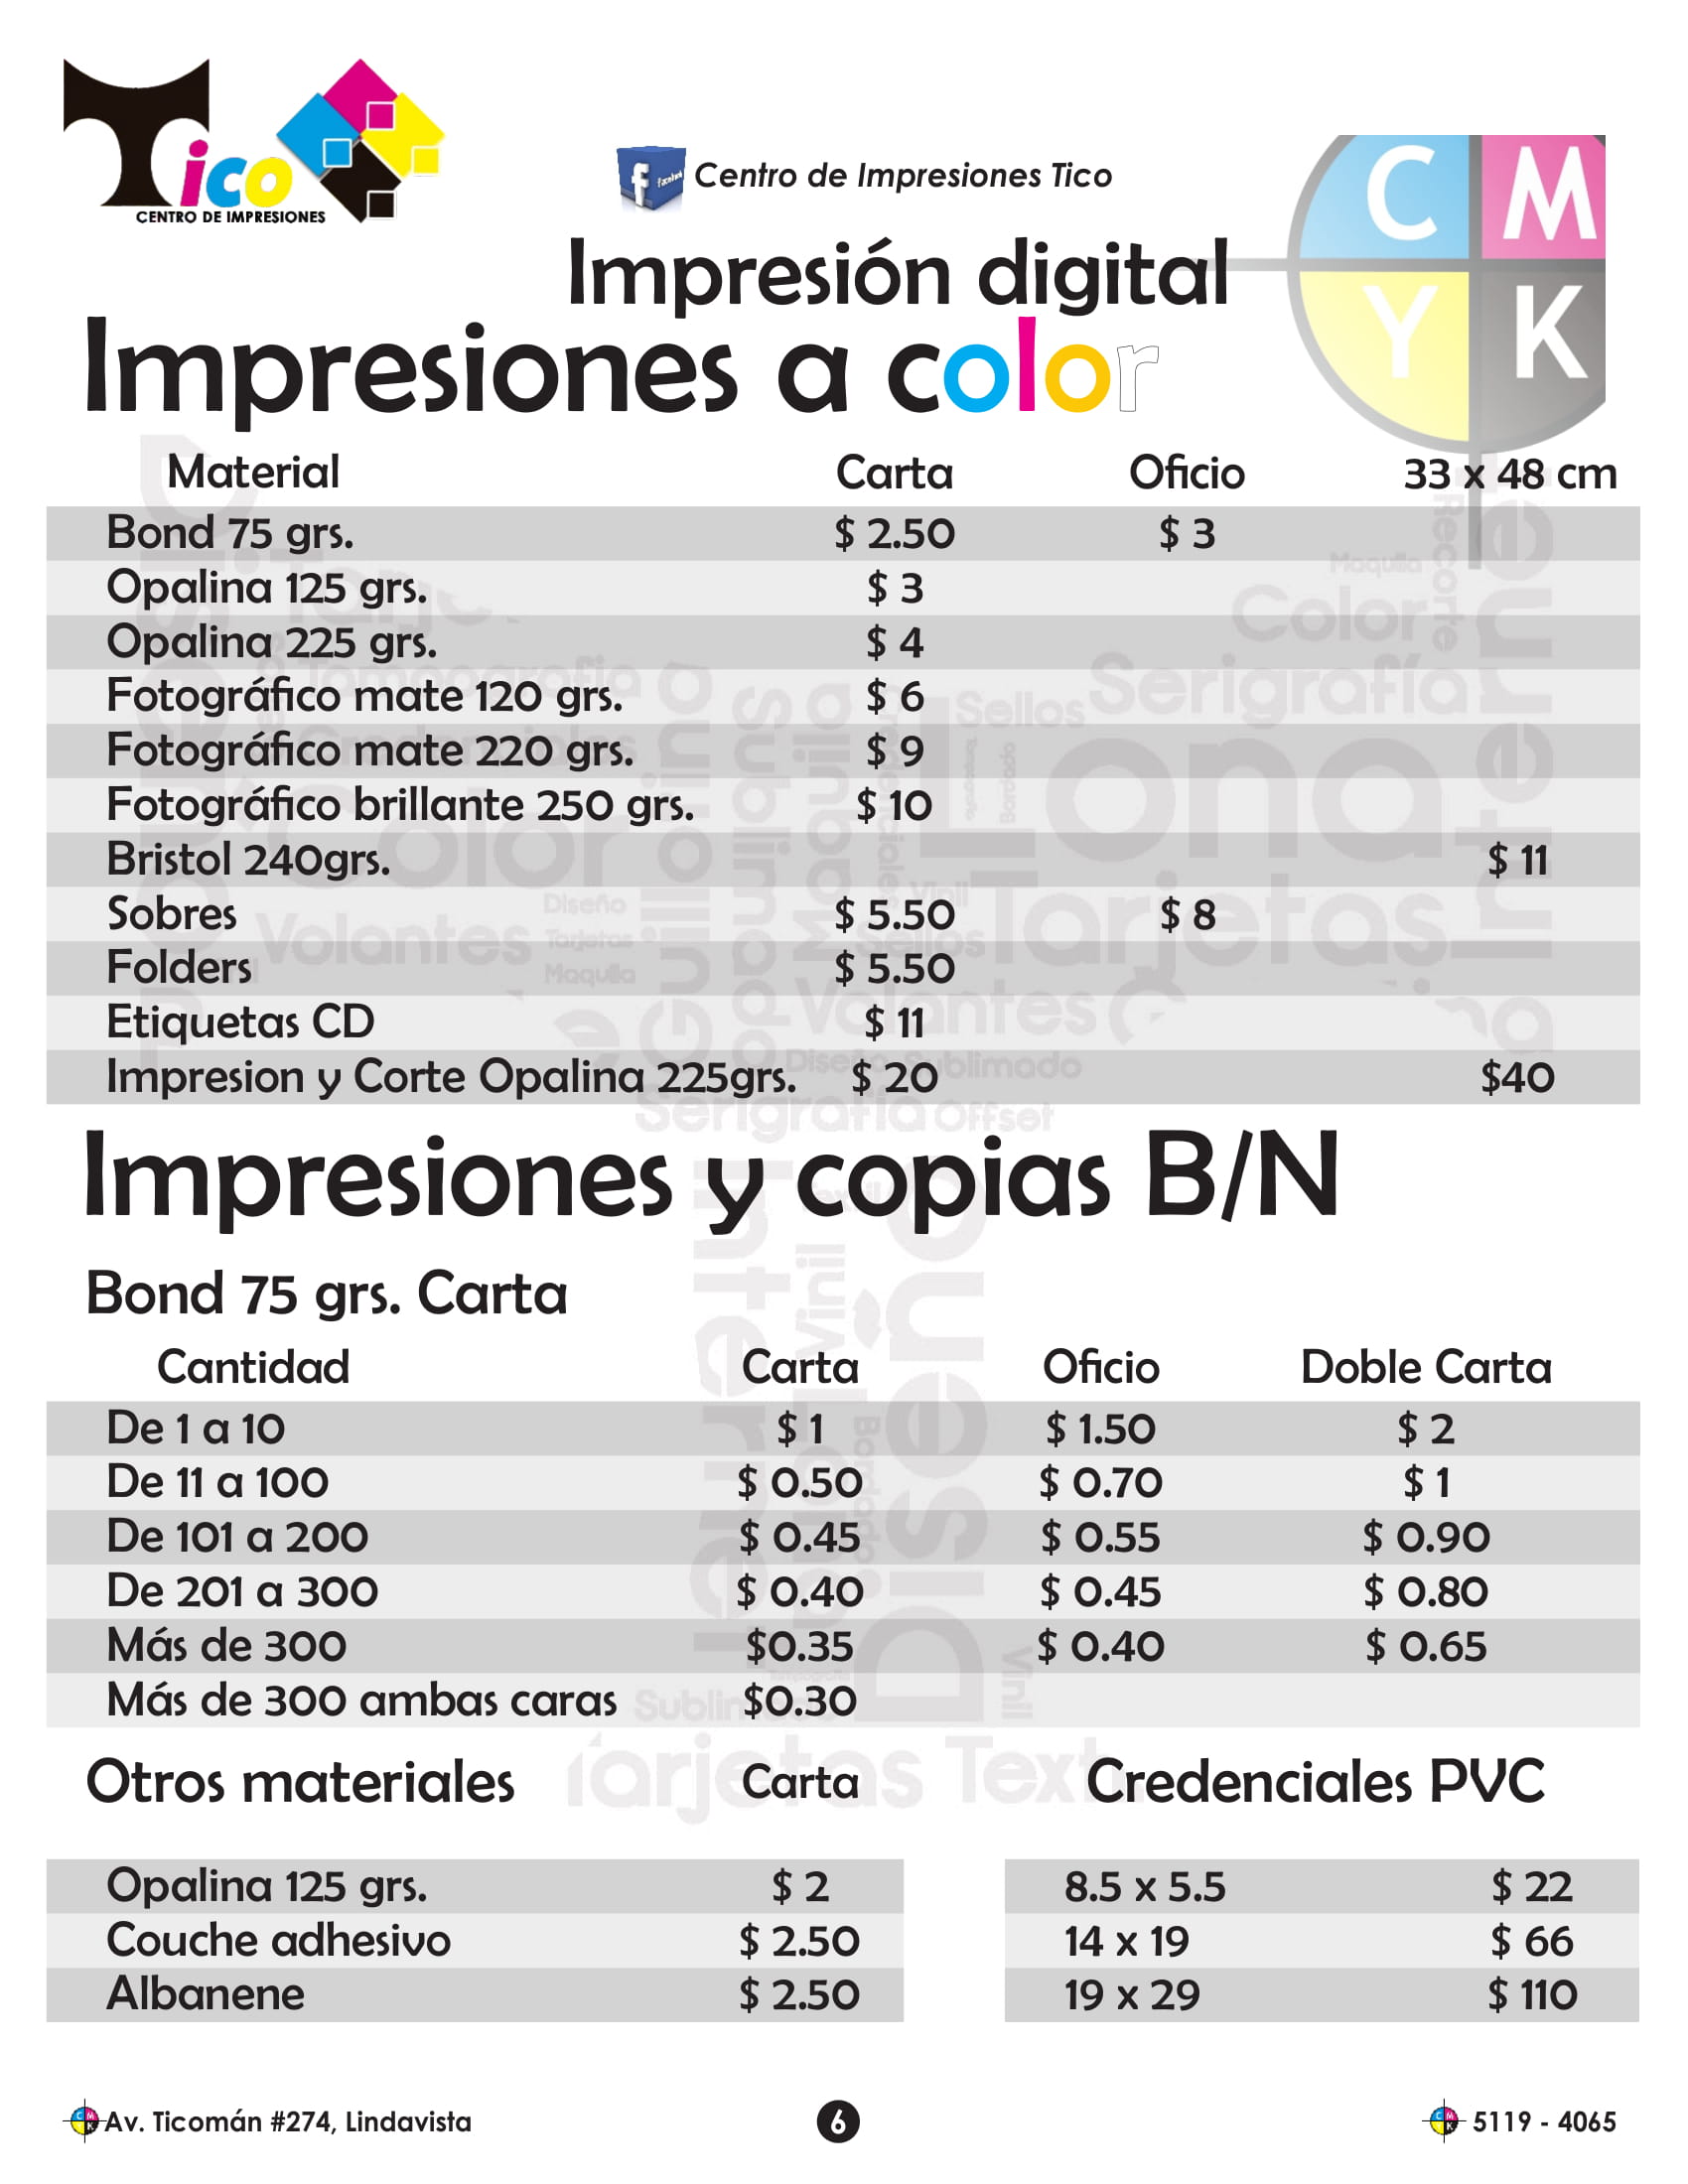 Tico
CENTRO DE IMPRESIONES
f facebook Centro de Impresiones Tico
C M
Y K
Impresión digital
Impresiones a color
Material Carta Oficio 33 x 48 cm
Bond 75 grs. $ 2.50 $ 3
Opalina 125 grs. $ 3
Opalina 225 grs. $ 4
Fotográfico mate 120 grs. $ 6
Fotográfico mate 220 grs. $ 9
Fotográfico brillante 250 grs. $ 10
Bristol 240grs. $ 11
Sobres $ 5.50 $ 8
Folders $ 5.50
Etiquetas CD $ 11
Impresion y Corte Opalina 225grs. $ 20 $40
Impresiones y copias B/N
Bond 75 grs. Carta
Cantidad Carta Oficio Doble Carta
De 1 a 10 $ 1 $ 1.50 $ 2
De 11 a 100 $ 0.50 $ 0.70 $ 1
De 101 a 200 $ 0.45 $ 0.55 $ 0.90
De 201 a 300 $ 0.40 $ 0.45 $ 0.80
Más de 300 $0.35 $ 0.40 $ 0.65
Más de 300 ambas caras $0.30
Otros materiales Carta Credenciales PVC
Opalina 125 grs. $ 2 8.5 x 5.5 $ 22
Couche adhesivo $ 2.50 14 x 19 $ 66
Albanene $ 2.50 19 x 29 $ 110
Av. Ticomán #274, Lindavista 6 5119 - 4065